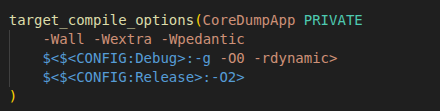 target_compile_options(CoreDumpApp PRIVATE
    -Wall -Wextra -Wpedantic
    $<$<CONFIG:Debug>:-g -O0 -rdynamic>
    $<$<CONFIG:Release>:-O2>
)